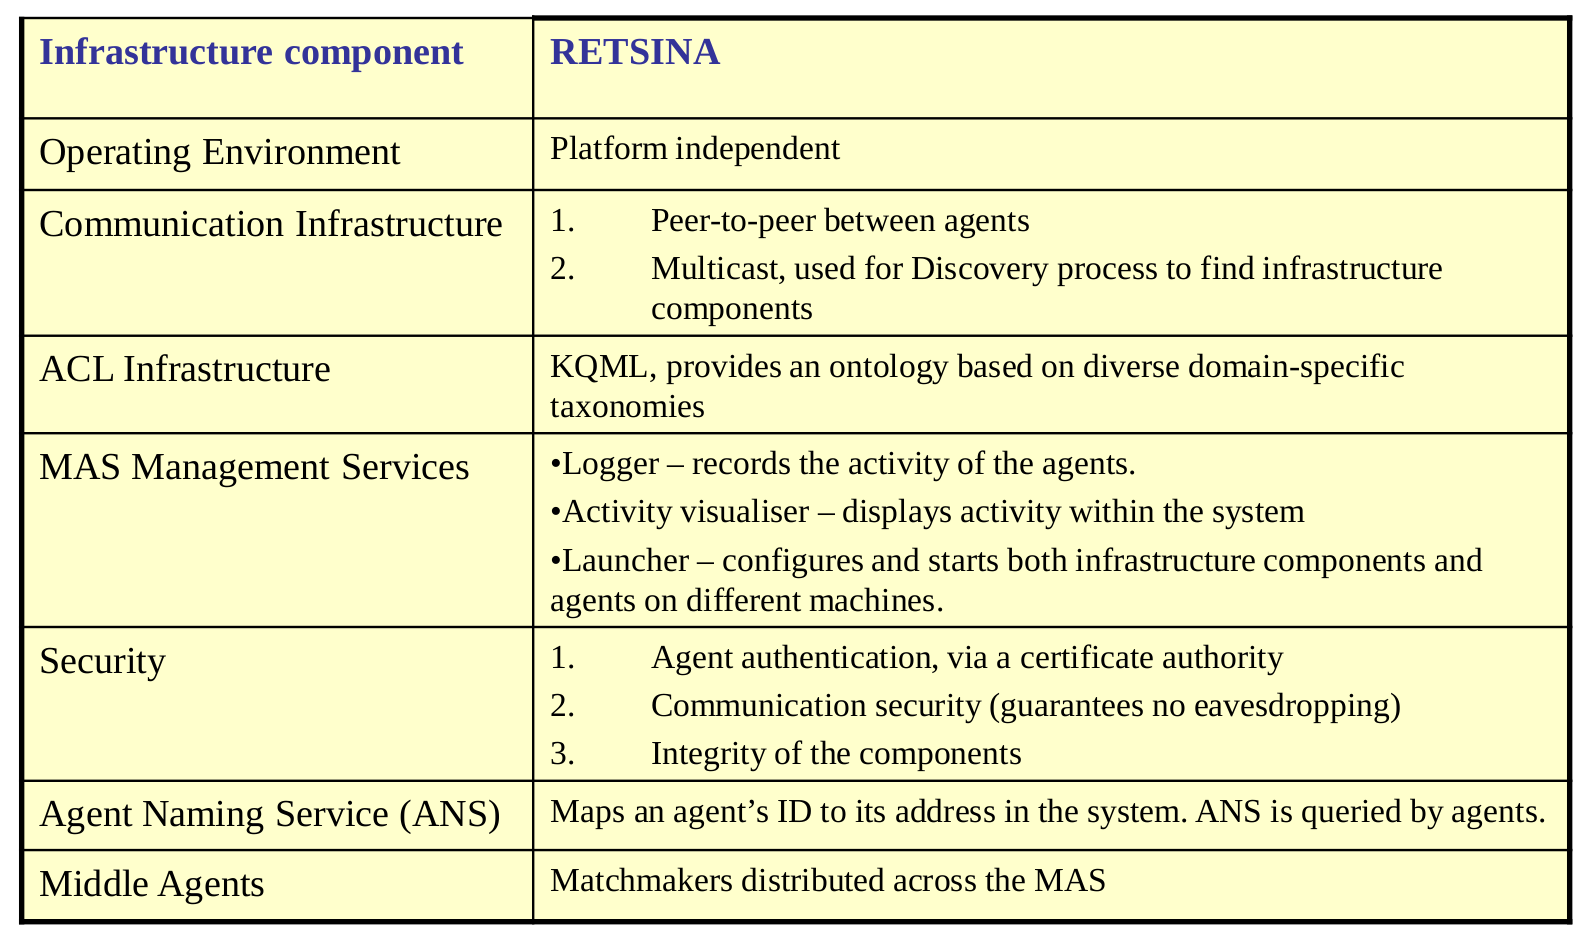 Infrastructure component
RETSINA
Operating Environment
Platform independent
Communication Infrastructure
1. Peer-to-peer between agents
2. Multicast, used for Discovery process to find infrastructure
components
ACL Infrastructure
KQML, provides an ontology based on diverse domain-specific
taxonomies
MAS Management Services
•Logger – records the activity of the agents.
•Activity visualiser – displays activity within the system
•Launcher – configures and starts both infrastructure components and
agents on different machines.
Security
1. Agent authentication, via a certificate authority
2. Communication security (guarantees no eavesdropping)
3. Integrity of the components
Agent Naming Service (ANS)
Maps an agent’s ID to its address in the system. ANS is queried by agents.
Middle Agents
Matchmakers distributed across the MAS